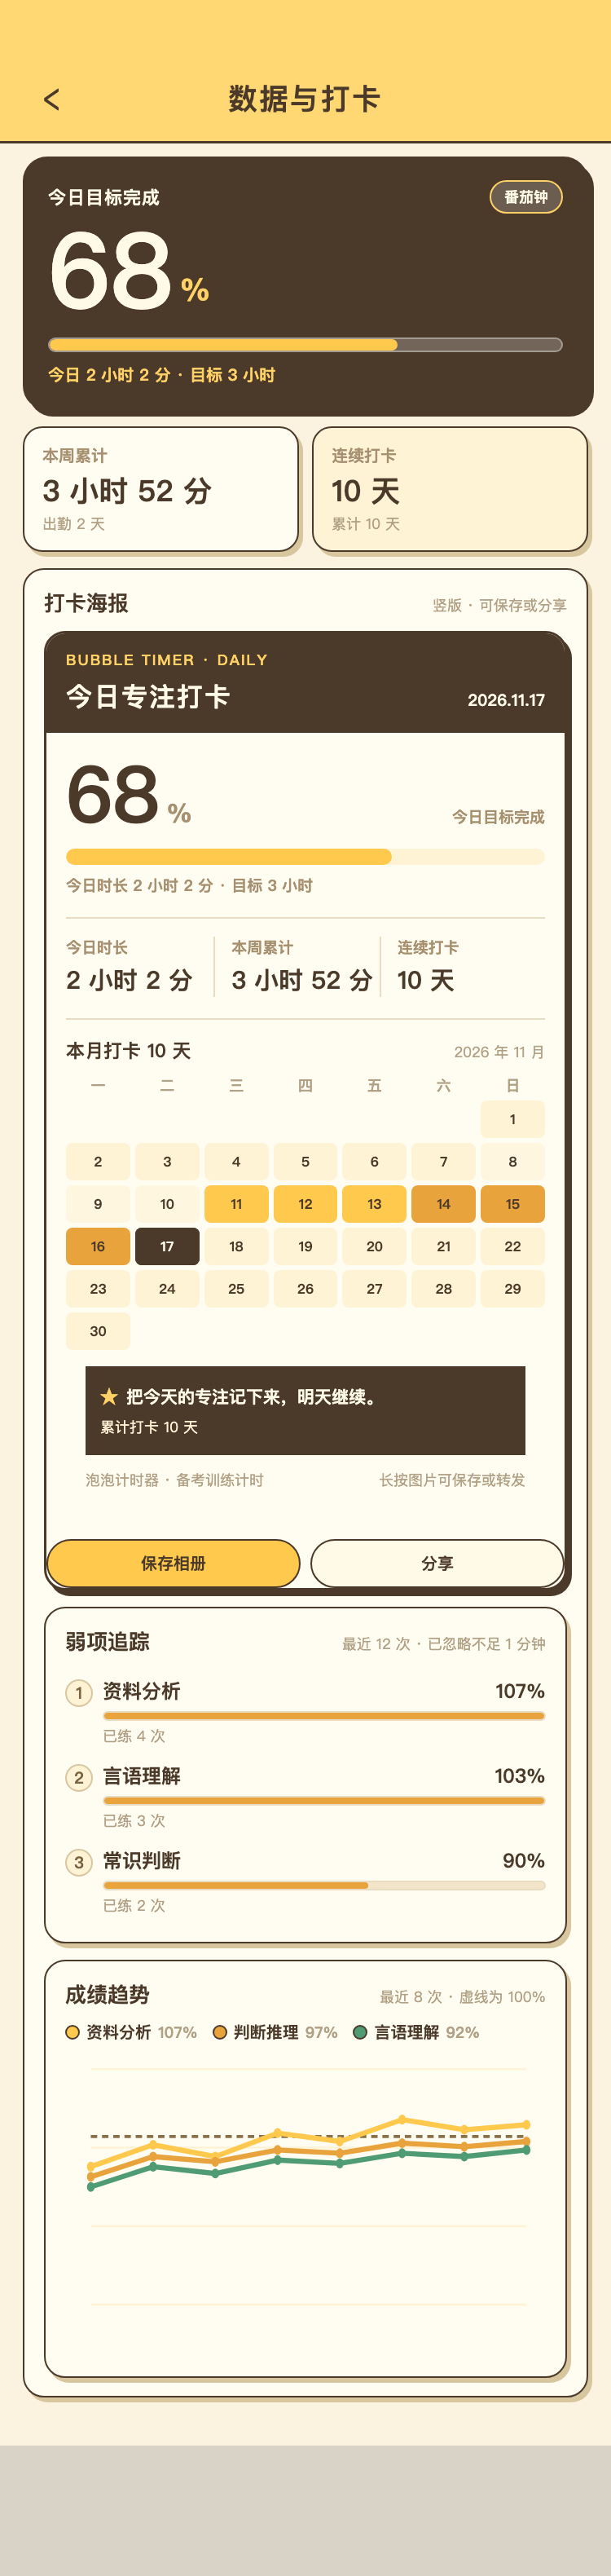 数据与打卡
今日目标完成 番茄钟
68 %
今日 2 小时 2 分 · 目标 3 小时
本周累计
3 小时 52 分
出勤 2 天
连续打卡
10 天
累计 10 天
打卡海报 竖版 · 可保存或分享
BUBBLE TIMER · DAILY
今日专注打卡 2026.11.17
68 % 今日目标完成
今日时长 2 小时 2 分 · 目标 3 小时
今日时长 本周累计 连续打卡
2 小时 2 分 3 小时 52 分 10 天
本月打卡 10 天 2026 年 11 月
一 二 三 四 五 六 日
1
2 3 4 5 6 7 8
9 10 11 12 13 14 15
16 17 18 19 20 21 22
23 24 25 26 27 28 29
30
★ 把今天的专注记下来，明天继续。
累计打卡 10 天
泡泡计时器 · 备考训练计时 长按图片可保存或转发
保存相册 分享
弱项追踪 最近 12 次 · 已忽略不足 1 分钟
1 资料分析 107%
已练 4 次
2 言语理解 103%
已练 3 次
3 常识判断 90%
已练 2 次
成绩趋势 最近 8 次 · 虚线为 100%
资料分析 107% 判断推理 97% 言语理解 92%